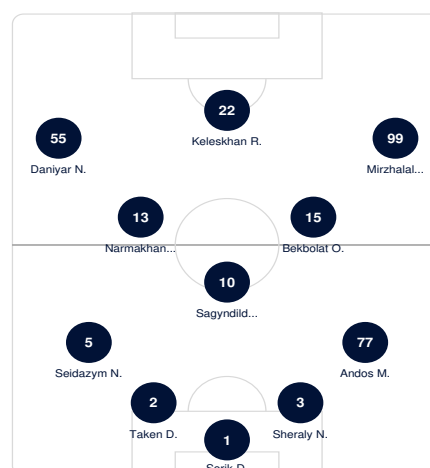 22
Keleskhan R.
55
99
Daniyar N.
Mirzhalal...
13
15
Narmakhan...
Bekbolat O.
10
Sagyndild...
5
77
Seidazym N.
Andos M.
2
3
Taken D.
Sheraly N.
1
Serik D.